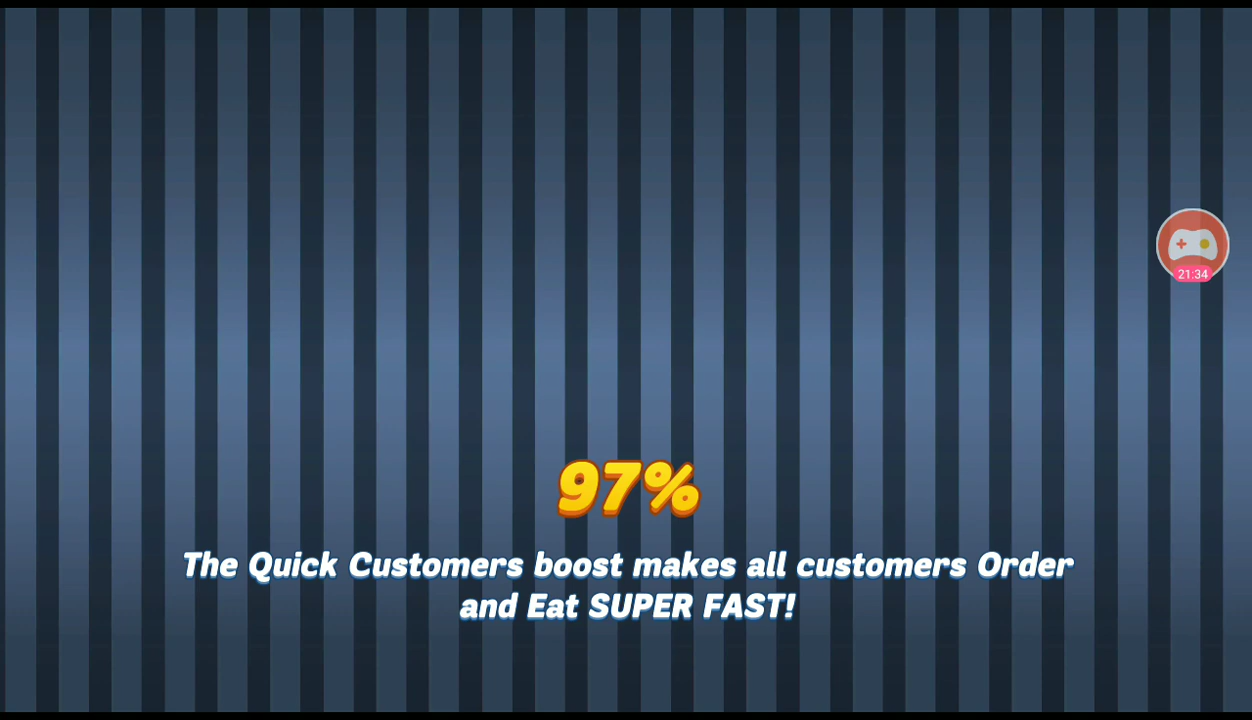 21:34
97%
The Quick Customers boost makes all customers Order
and Eat SUPER FAST!